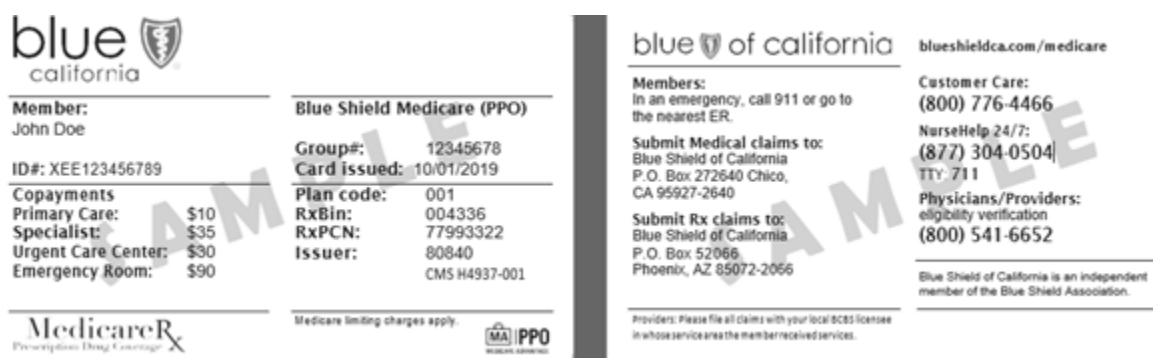 blue
california
Member:
John Doe
ID#: XEE123456789
Copayments
Primary Care: $10
Specialist: $35
Urgent Care Center: $30
Emergency Room: $90
MedicareRx
Prescription Drug Coverage
Blue Shield Medicare (PPO)
Group#: 12345678
Card issued: 10/01/2019
Plan code: 001
RxBin: 004336
RxPCN: 77993322
Issuer: 80840
CMS H4937-001
Medicare limiting charges apply.
MA PPO
MEDICARE ADVANTAGE
SAMPLE
blue of california
Members:
In an emergency, call 911 or go to
the nearest ER.
Submit Medical claims to:
Blue Shield of California
P.O. Box 272640 Chico,
CA 95927-2640
Submit Rx claims to:
Blue Shield of California
P.O. Box 52066
Phoenix, AZ 85072-2066
Providers: Please file all claims with your local BCBS licensee
in whose service area the member received services.
blueshieldca.com/medicare
Customer Care:
(800) 776-4466
NurseHelp 24/7:
(877) 304-0504
TTY: 711
Physicians/Providers:
eligibility verification
(800) 541-6652
Blue Shield of California is an independent
member of the Blue Shield Association.
SAMPLE